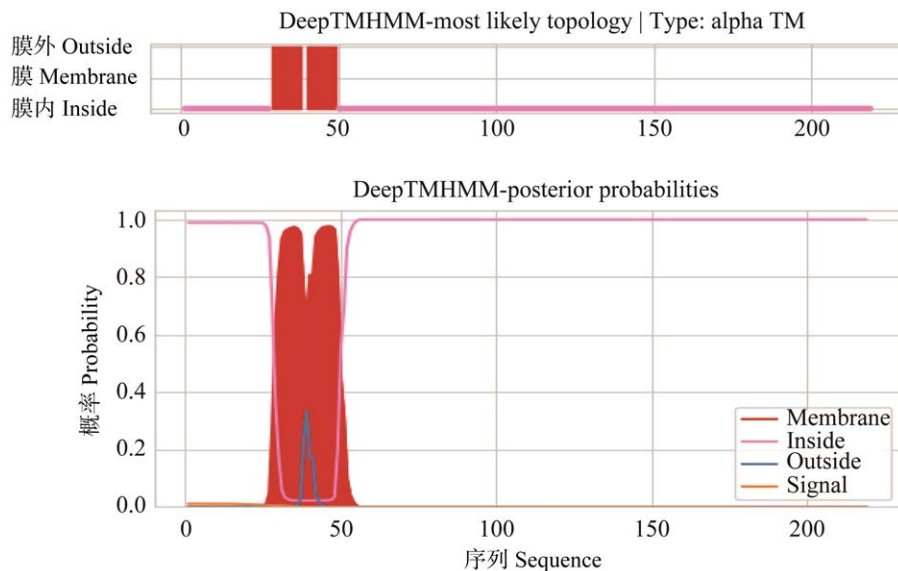 DeepTMHMM-most likely topology | Type: alpha TM
膜外 Outside
膜 Membrane
膜内 Inside
0 50 100 150 200
DeepTMHMM-posterior probabilities
1.0
0.8
0.6
0.4
0.2
0.0
概率 Probability
Membrane
Inside
Outside
Signal
0 50 100 150 200
序列 Sequence